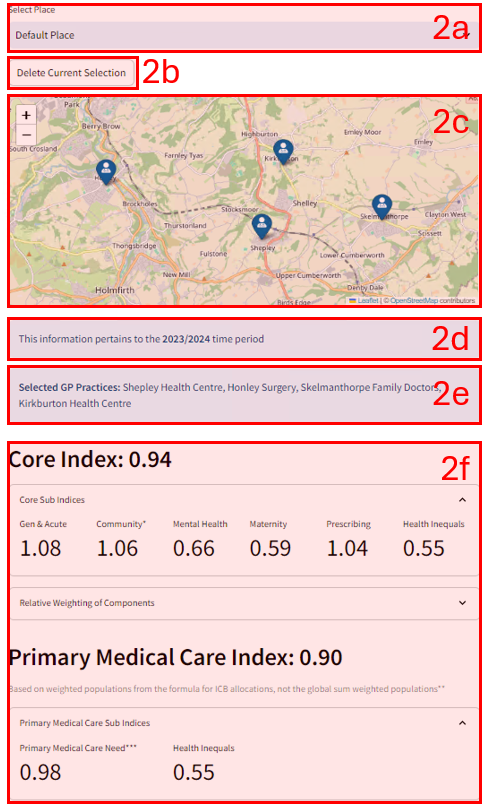 Select Place
Default Place
2a
Delete Current Selection
2b
2c
+
−
Park
Berry Brow
South Crosland
Farnley Tyas
Highburton
Kirkburton
Emley Moor
Emley
Honley
Brockholes
Stocksmoor
Shelley
Skelmanthorpe
Clayton West
Thurstonland
Scissett
Thongsbridge
Fulstone
Shepley
Lower Cumberworth
New Mill
Upper Cumberworth
Holmfirth
Denby Dale
Birds Edge
Leaflet | © OpenStreetMap contributors
This information pertains to the 2023/2024 time period
2d
Selected GP Practices: Shepley Health Centre, Honley Surgery, Skelmanthorpe Family Doctors,
Kirkburton Health Centre
2e
2f
Core Index: 0.94
Core Sub Indices
Gen & Acute Community* Mental Health Maternity Prescribing Health Inequals
1.08 1.06 0.66 0.59 1.04 0.55
Relative Weighting of Components
Primary Medical Care Index: 0.90
Based on weighted populations from the formula for ICB allocations, not the global sum weighted populations**
Primary Medical Care Sub Indices
Primary Medical Care Need*** Health Inequals
0.98 0.55